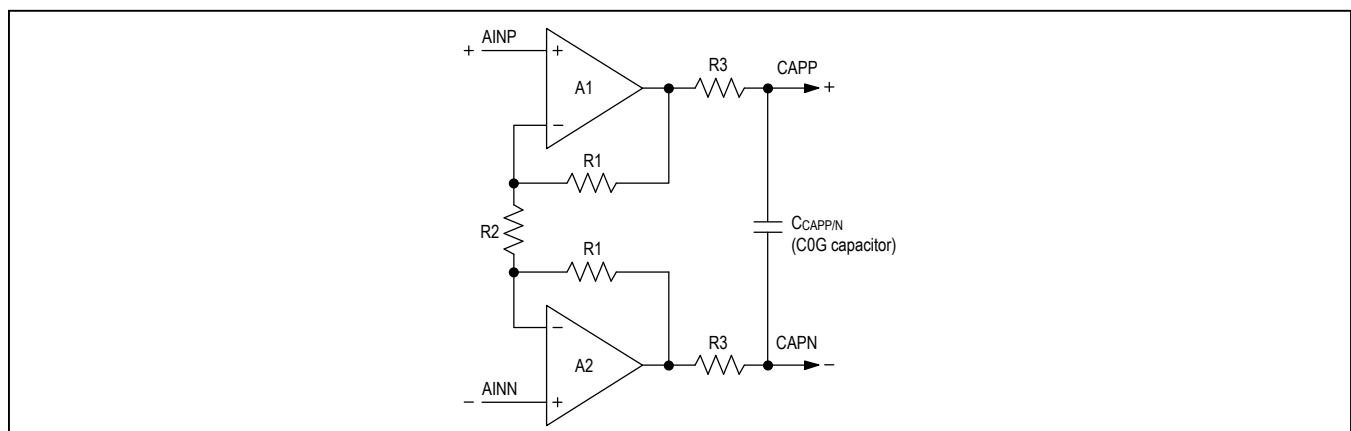 + AINP
+
A1
−
R3
CAPP
+
R1
R2
R1
CCAPP/N
(C0G capacitor)
−
A2
+
R3
CAPN
−
− AINN